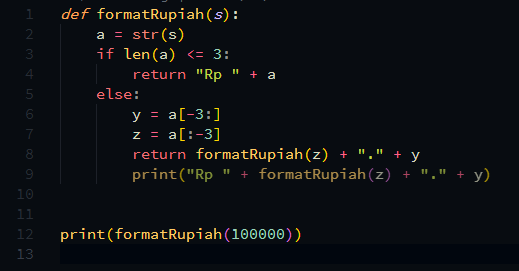 1 def formatRupiah(s):
2     a = str(s)
3     if len(a) <= 3:
4         return "Rp " + a
5     else:
6         y = a[-3:]
7         z = a[:-3]
8         return formatRupiah(z) + "." + y
9         print("Rp " + formatRupiah(z) + "." + y)
10
11
12 print(formatRupiah(100000))
13